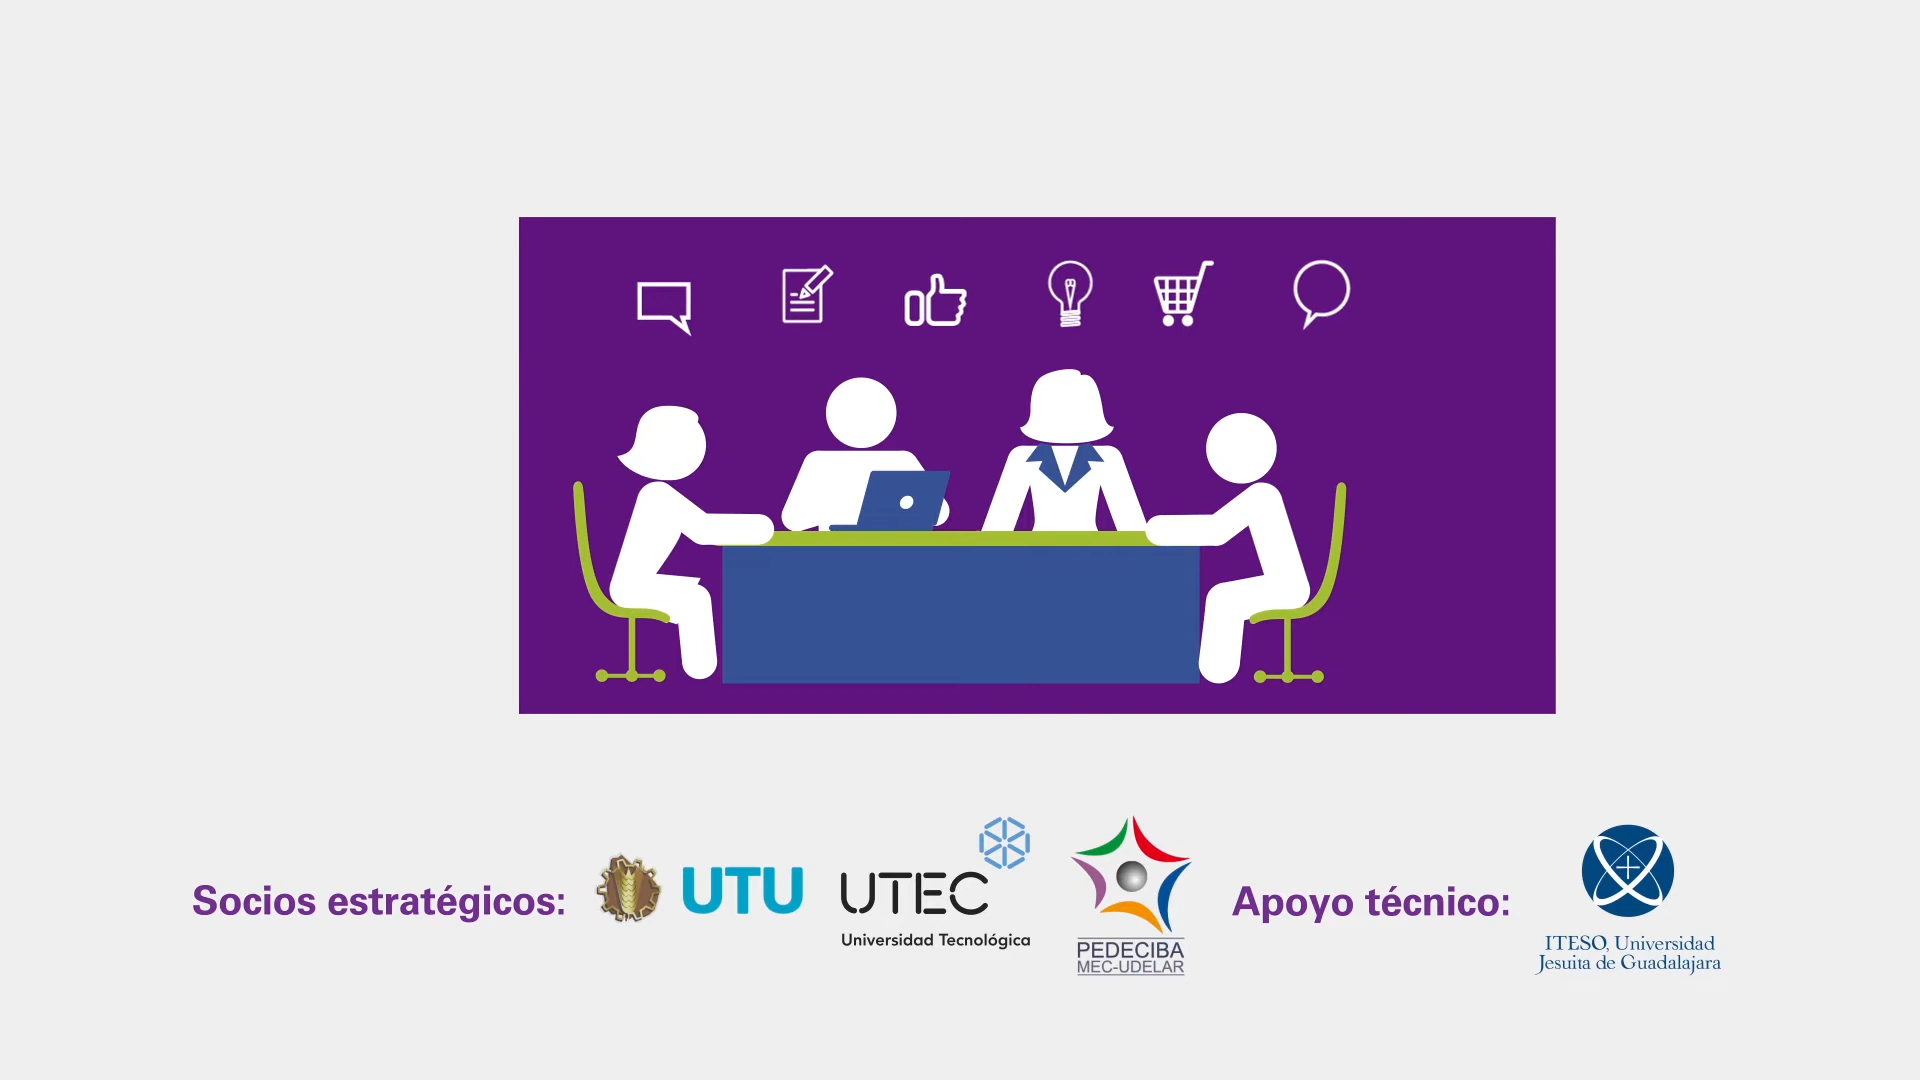 Socios estratégicos:
UTU
UTEC
Universidad Tecnológica
PEDECIBA
MEC-UDELAR
Apoyo técnico:
ITESO, Universidad
Jesuita de Guadalajara